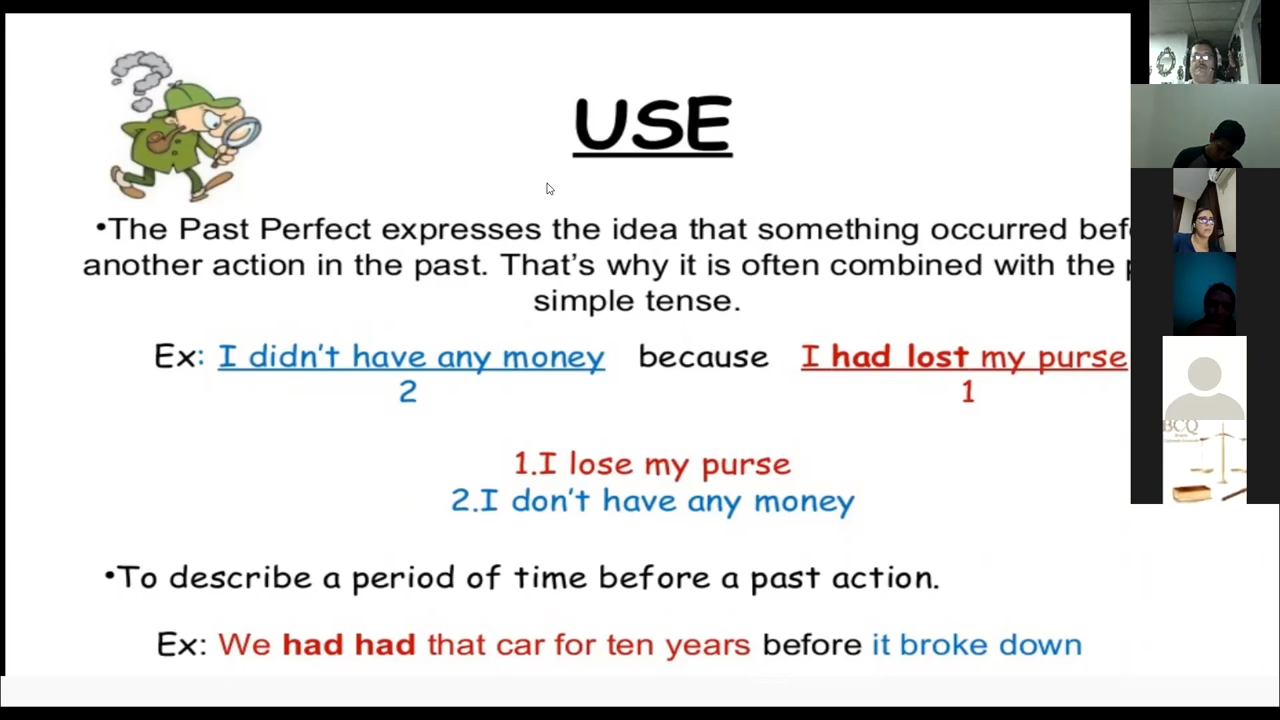 USE
•The Past Perfect expresses the idea that something occurred
another action in the past. That's why it is often combined with the
simple tense.
Ex: I didn't have any money because I had lost my purse
2 1
1.I lose my purse
2.I don't have any money
•To describe a period of time before a past action.
Ex: We had had that car for ten years before it broke down
BCQ